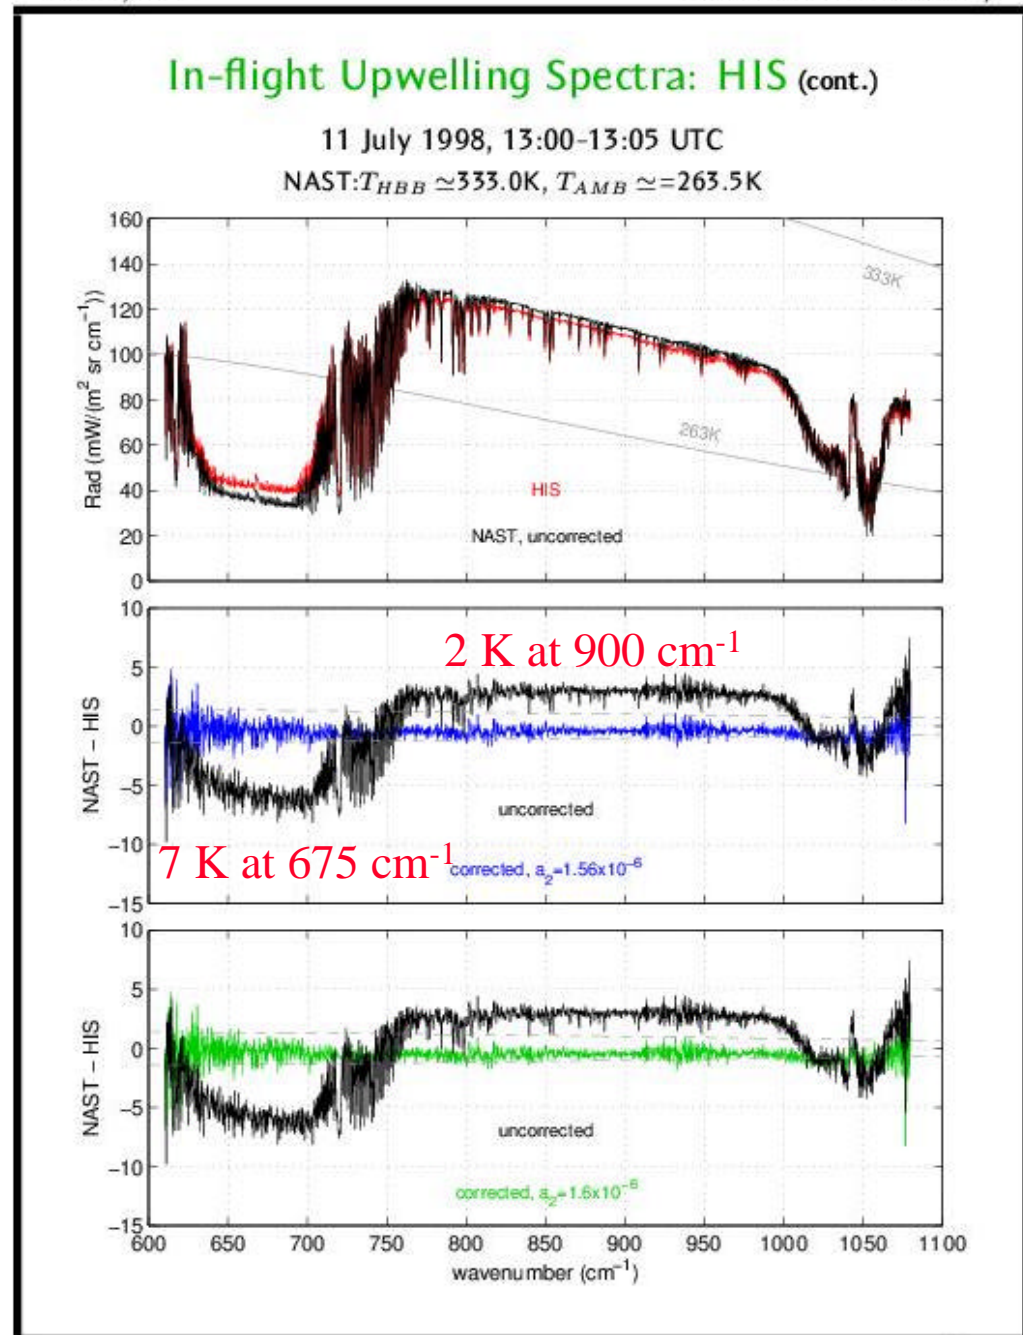 In-flight Upwelling Spectra: HIS (cont.)
11 July 1998, 13:00-13:05 UTC
NAST:T_HBB ≃333.0K, T_AMB ≃=263.5K
160
140
120
100
80
60
40
20
0
Rad (mW/(m² sr cm⁻¹))
333K
263K
HIS
NAST, uncorrected
10
5
0
−5
−10
−15
NAST − HIS
2 K at 900 cm⁻¹
uncorrected
7 K at 675 cm⁻¹
corrected, a₂=1.56x10⁻⁶
10
5
0
−5
−10
−15
NAST − HIS
uncorrected
corrected, a₂=1.6x10⁻⁶
600 650 700 750 800 850 900 950 1000 1050 1100
wavenumber (cm⁻¹)